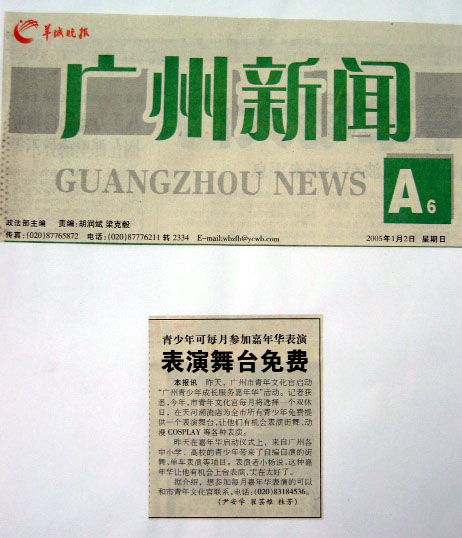 羊城晚报
广州新闻
GUANGZHOU NEWS
A6
政法部主编 责编:胡润斌 梁克毅
传真:(020)87765872 电话:(020)87776211 转 2334 E-mail:whzfh@ycwb.com 2005年1月2日 星期日
青少年可每月参加嘉年华表演
表演舞台免费
本报讯 昨天,广州市青年文化宫启动
“广州青少年成长服务嘉年华”活动。记者获
悉,今年,市青年文化宫每月将选择一个双休
日,在天河潮流店为全市所有青少年免费提
供一个表演舞台,让他们有机会表演街舞、动
漫 COSPLAY 等各种表演。
昨天在嘉年华启动仪式上,来自广州各
中小学、高校的青少年带来了自编自演的街
舞、单车表演等项目。表演者小杨说,这种嘉
年华让他有机会上台表演,实在太好了。
据介绍,想参加每月嘉年华表演的可以
和市青年文化宫联系,电话:(020)83184536。
(尹安学 翟芸维 桂芳)